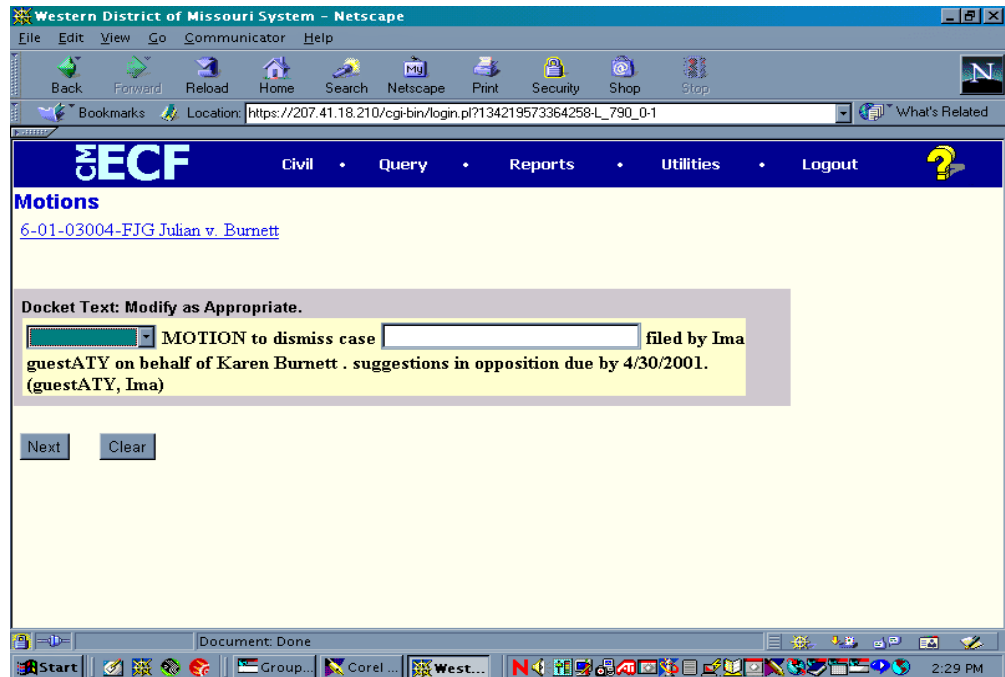 Western District of Missouri System - Netscape
File Edit View Go Communicator Help
Back Forward Reload Home Search Netscape Print Security Shop Stop
My
N
Bookmarks Location: https://207.41.18.210/cgi-bin/login.pl?134219573364258-L_790_0-1 What's Related
CM ECF Civil • Query • Reports • Utilities • Logout ?
Motions
6-01-03004-FJG Julian v. Burnett
Docket Text: Modify as Appropriate.
MOTION to dismiss case filed by Ima
guestATY on behalf of Karen Burnett . suggestions in opposition due by 4/30/2001.
(guestATY, Ima)
Next Clear
Document: Done
Start Group... Corel ... West... N 2:29 PM